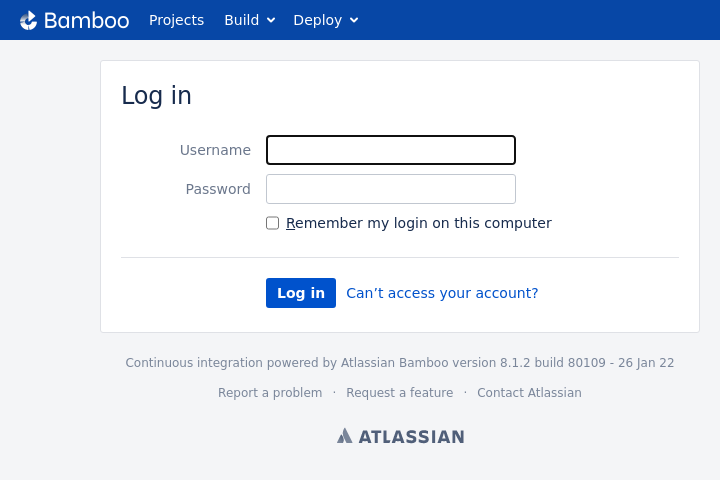 Bamboo Projects Build Deploy
Log in
Username
Password
Remember my login on this computer
Log in Can’t access your account?
Continuous integration powered by Atlassian Bamboo version 8.1.2 build 80109 - 26 Jan 22
Report a problem · Request a feature · Contact Atlassian
ATLASSIAN